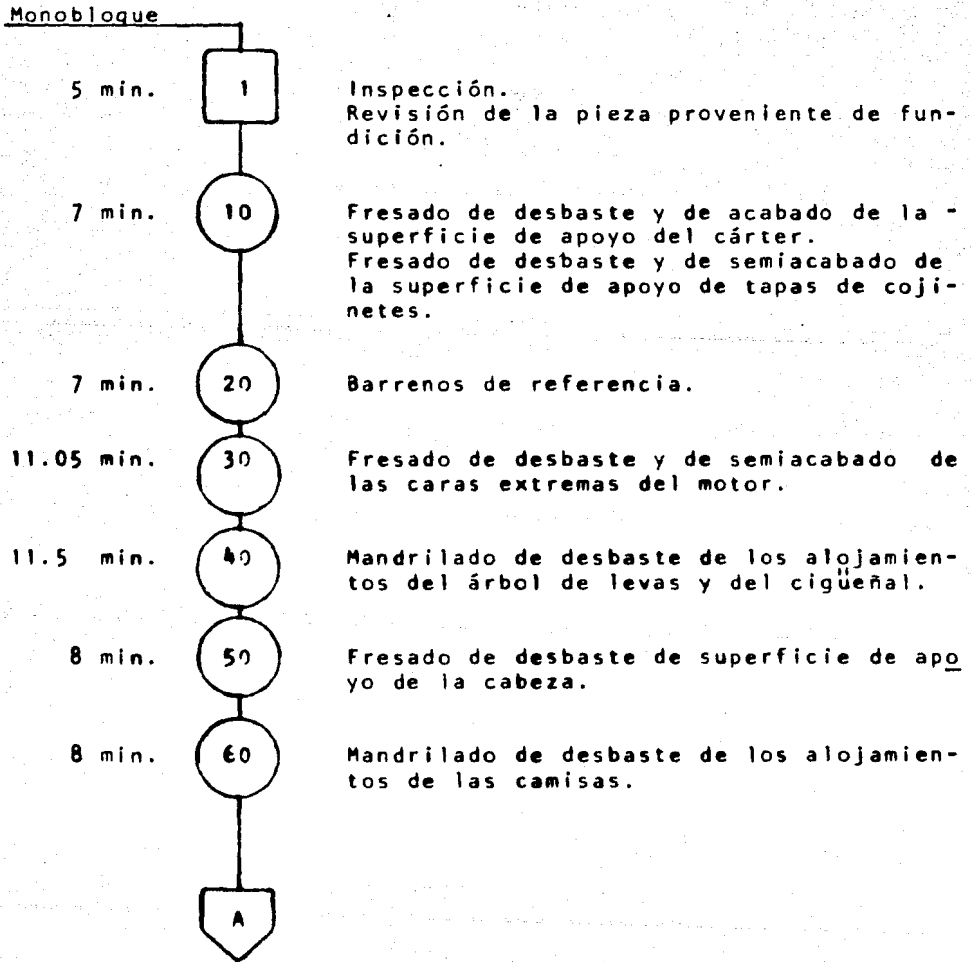 Monobloque
5 min. 1 Inspección.
Revisión de la pieza proveniente de fun-
dición.
7 min. 10 Fresado de desbaste y de acabado de la -
superficie de apoyo del cárter.
Fresado de desbaste y de semiacabado de
la superficie de apoyo de tapas de coji-
netes.
7 min. 20 Barrenos de referencia.
11.05 min. 30 Fresado de desbaste y de semiacabado de
las caras extremas del motor.
11.5 min. 40 Mandrilado de desbaste de los alojamien-
tos del árbol de levas y del cigüeñal.
8 min. 50 Fresado de desbaste de superficie de apo
yo de la cabeza.
8 min. 60 Mandrilado de desbaste de los alojamien-
tos de las camisas.
A